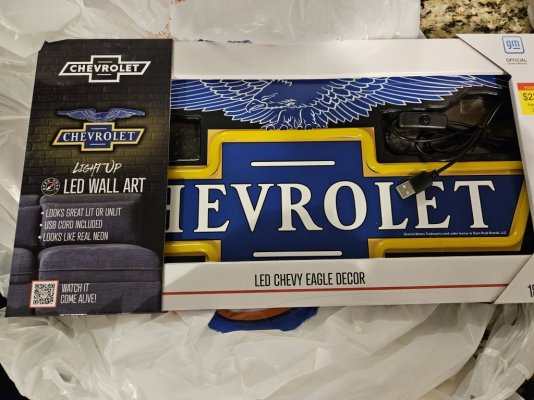 CHEVROLET
CHEVROLET
LIGHT UP
LED WALL ART
• LOOKS GREAT LIT OR UNLIT
• USB CORD INCLUDED
• LOOKS LIKE REAL NEON
WATCH IT
COME ALIVE!
HEVROLET
LED CHEVY EAGLE DECOR
gm
OFFICIAL